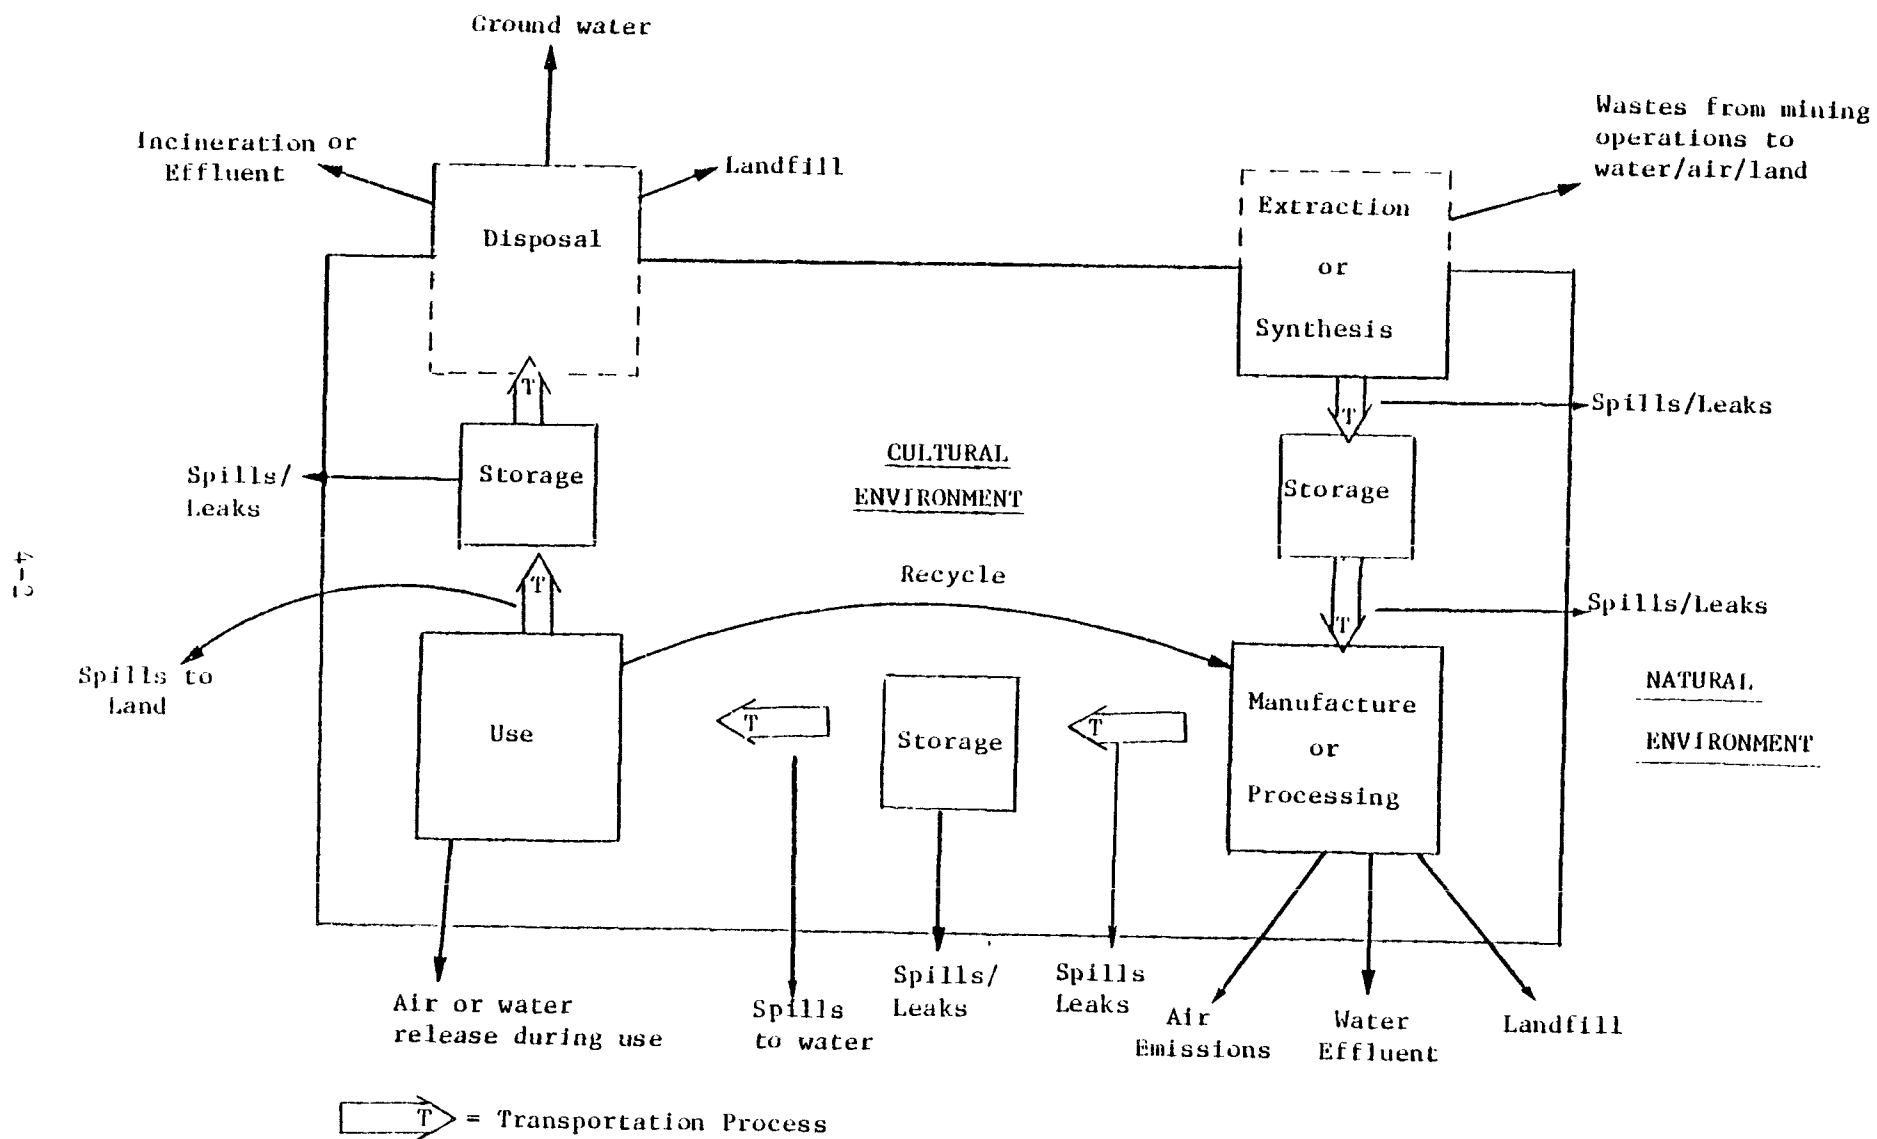 Ground water
Incineration or
Effluent
Landfill
Wastes from mining
operations to
water/air/land
Disposal
Extraction
or
Synthesis
T
T
Spills/Leaks
Storage
Spills/
Leaks
CULTURAL
ENVIRONMENT
Storage
4-2
T
Recycle
T
Spills/Leaks
Spills to
Land
Use
T
Storage
T
Manufacture
or
Processing
NATURAL
ENVIRONMENT
Air or water
release during use
Spills
to water
Spills/
Leaks
Spills
Leaks
Air
Emissions
Water
Effluent
Landfill
T = Transportation Process